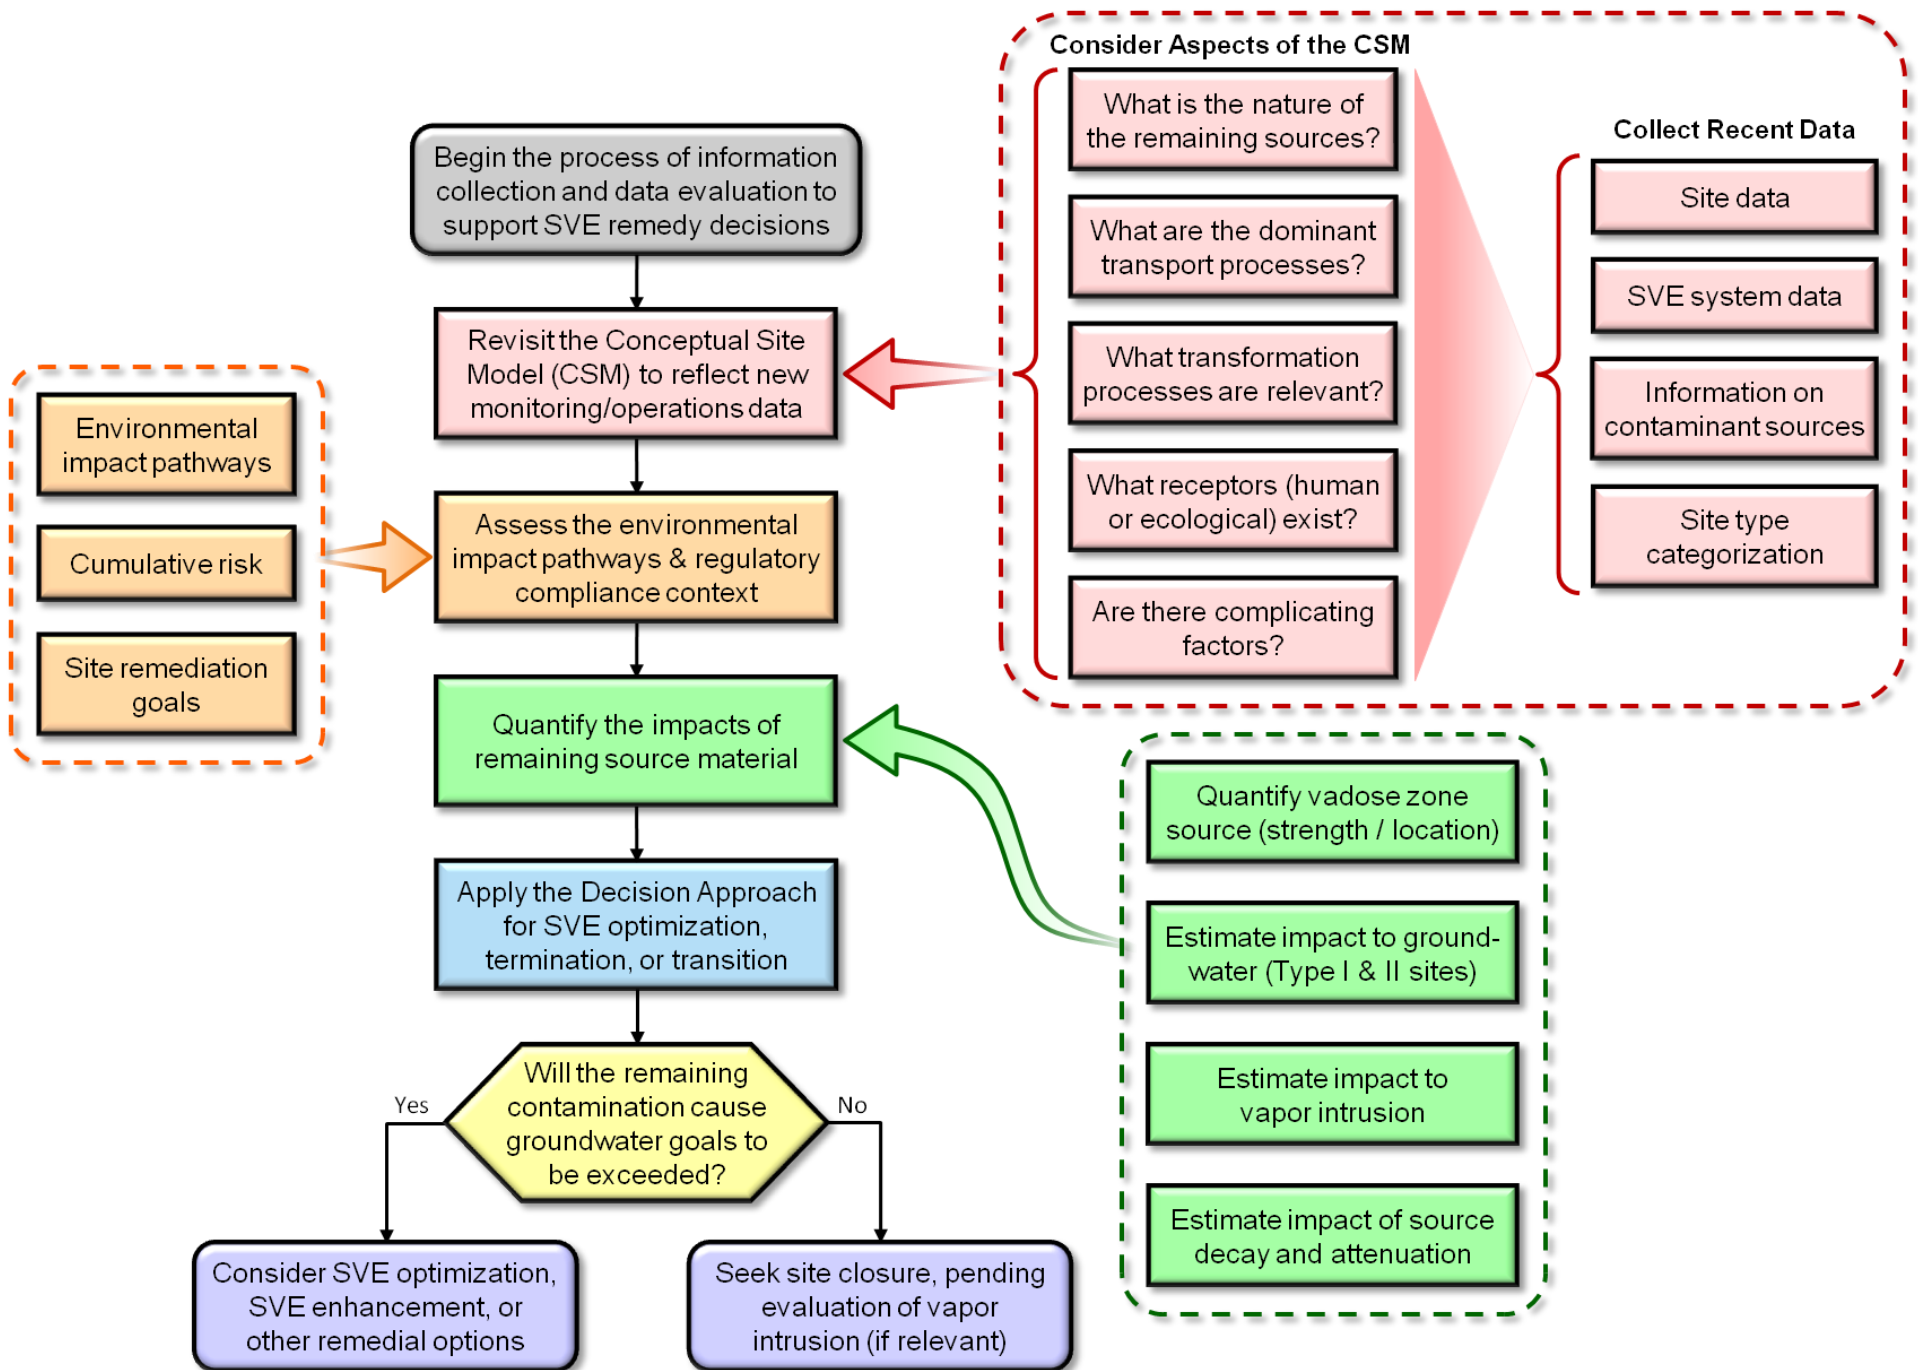 Begin the process of information
collection and data evaluation to
support SVE remedy decisions
Revisit the Conceptual Site
Model (CSM) to reflect new
monitoring/operations data
Assess the environmental
impact pathways & regulatory
compliance context
Quantify the impacts of
remaining source material
Apply the Decision Approach
for SVE optimization,
termination, or transition
Will the remaining
contamination cause
groundwater goals to
be exceeded?
Yes
No
Consider SVE optimization,
SVE enhancement, or
other remedial options
Seek site closure, pending
evaluation of vapor
intrusion (if relevant)
Environmental
impact pathways
Cumulative risk
Site remediation
goals
Consider Aspects of the CSM
What is the nature of
the remaining sources?
What are the dominant
transport processes?
What transformation
processes are relevant?
What receptors (human
or ecological) exist?
Are there complicating
factors?
Collect Recent Data
Site data
SVE system data
Information on
contaminant sources
Site type
categorization
Quantify vadose zone
source (strength / location)
Estimate impact to ground-
water (Type I & II sites)
Estimate impact to
vapor intrusion
Estimate impact of source
decay and attenuation